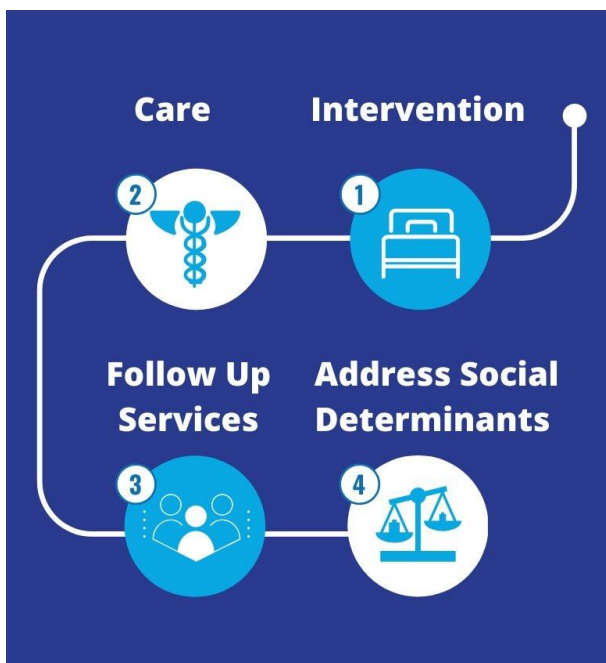 Care
Intervention
2
1
Follow Up
Services
Address Social
Determinants
3
4